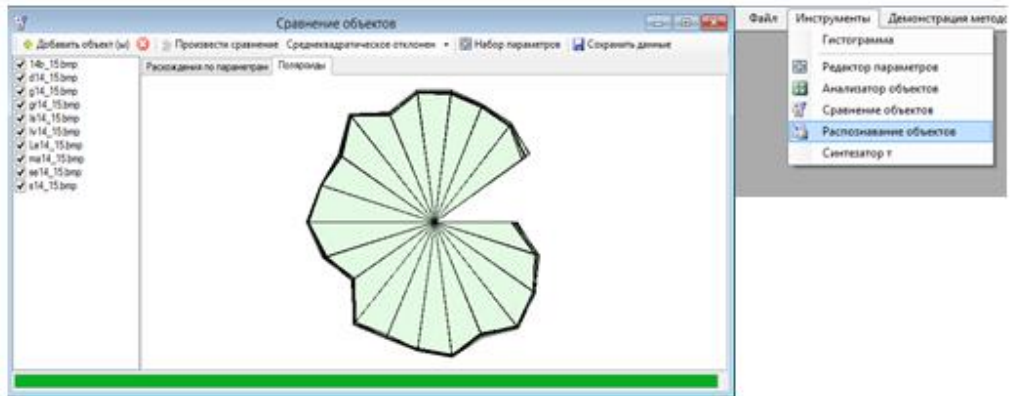 Сравнение объектов
Добавить объект (ы) Произвести сравнение Среднеквадратическое отклонен Набор параметров Сохранить данные
14b_15.bmp
d14_15.bmp
g14_15.bmp
gr14_15.bmp
la14_15.bmp
lv14_15.bmp
Le14_15.bmp
ma14_15.bmp
se14_15.bmp
s14_15.bmp
Расхождения по параметрам Поляроиды
Файл Инструменты Демонстрация методо
Гистограмма
Редактор параметров
Анализатор объектов
Сравнение объектов
Распознавание объектов
Синтезатор т